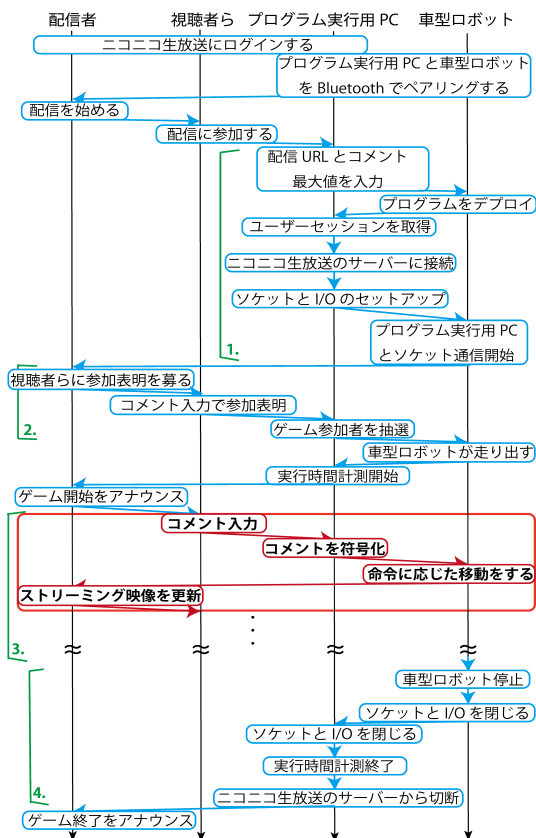 配信者 視聴者ら プログラム実行用 PC 車型ロボット
ニコニコ生放送にログインする
プログラム実行用 PC と車型ロボット
を Bluetooth でペアリングする
配信を始める
配信に参加する
配信 URL とコメント
最大値を入力
プログラムをデプロイ
ユーザーセッションを取得
ニコニコ生放送のサーバーに接続
ソケットと I/O のセットアップ
プログラム実行用 PC
とソケット通信開始
1.
視聴者らに参加表明を募る
コメント入力で参加表明
ゲーム参加者を抽選
2.
車型ロボットが走り出す
実行時間計測開始
ゲーム開始をアナウンス
コメント入力
コメントを符号化
命令に応じた移動をする
ストリーミング映像を更新
3.
車型ロボット停止
ソケットと I/O を閉じる
ソケットと I/O を閉じる
実行時間計測終了
4.
ニコニコ生放送のサーバーから切断
ゲーム終了をアナウンス